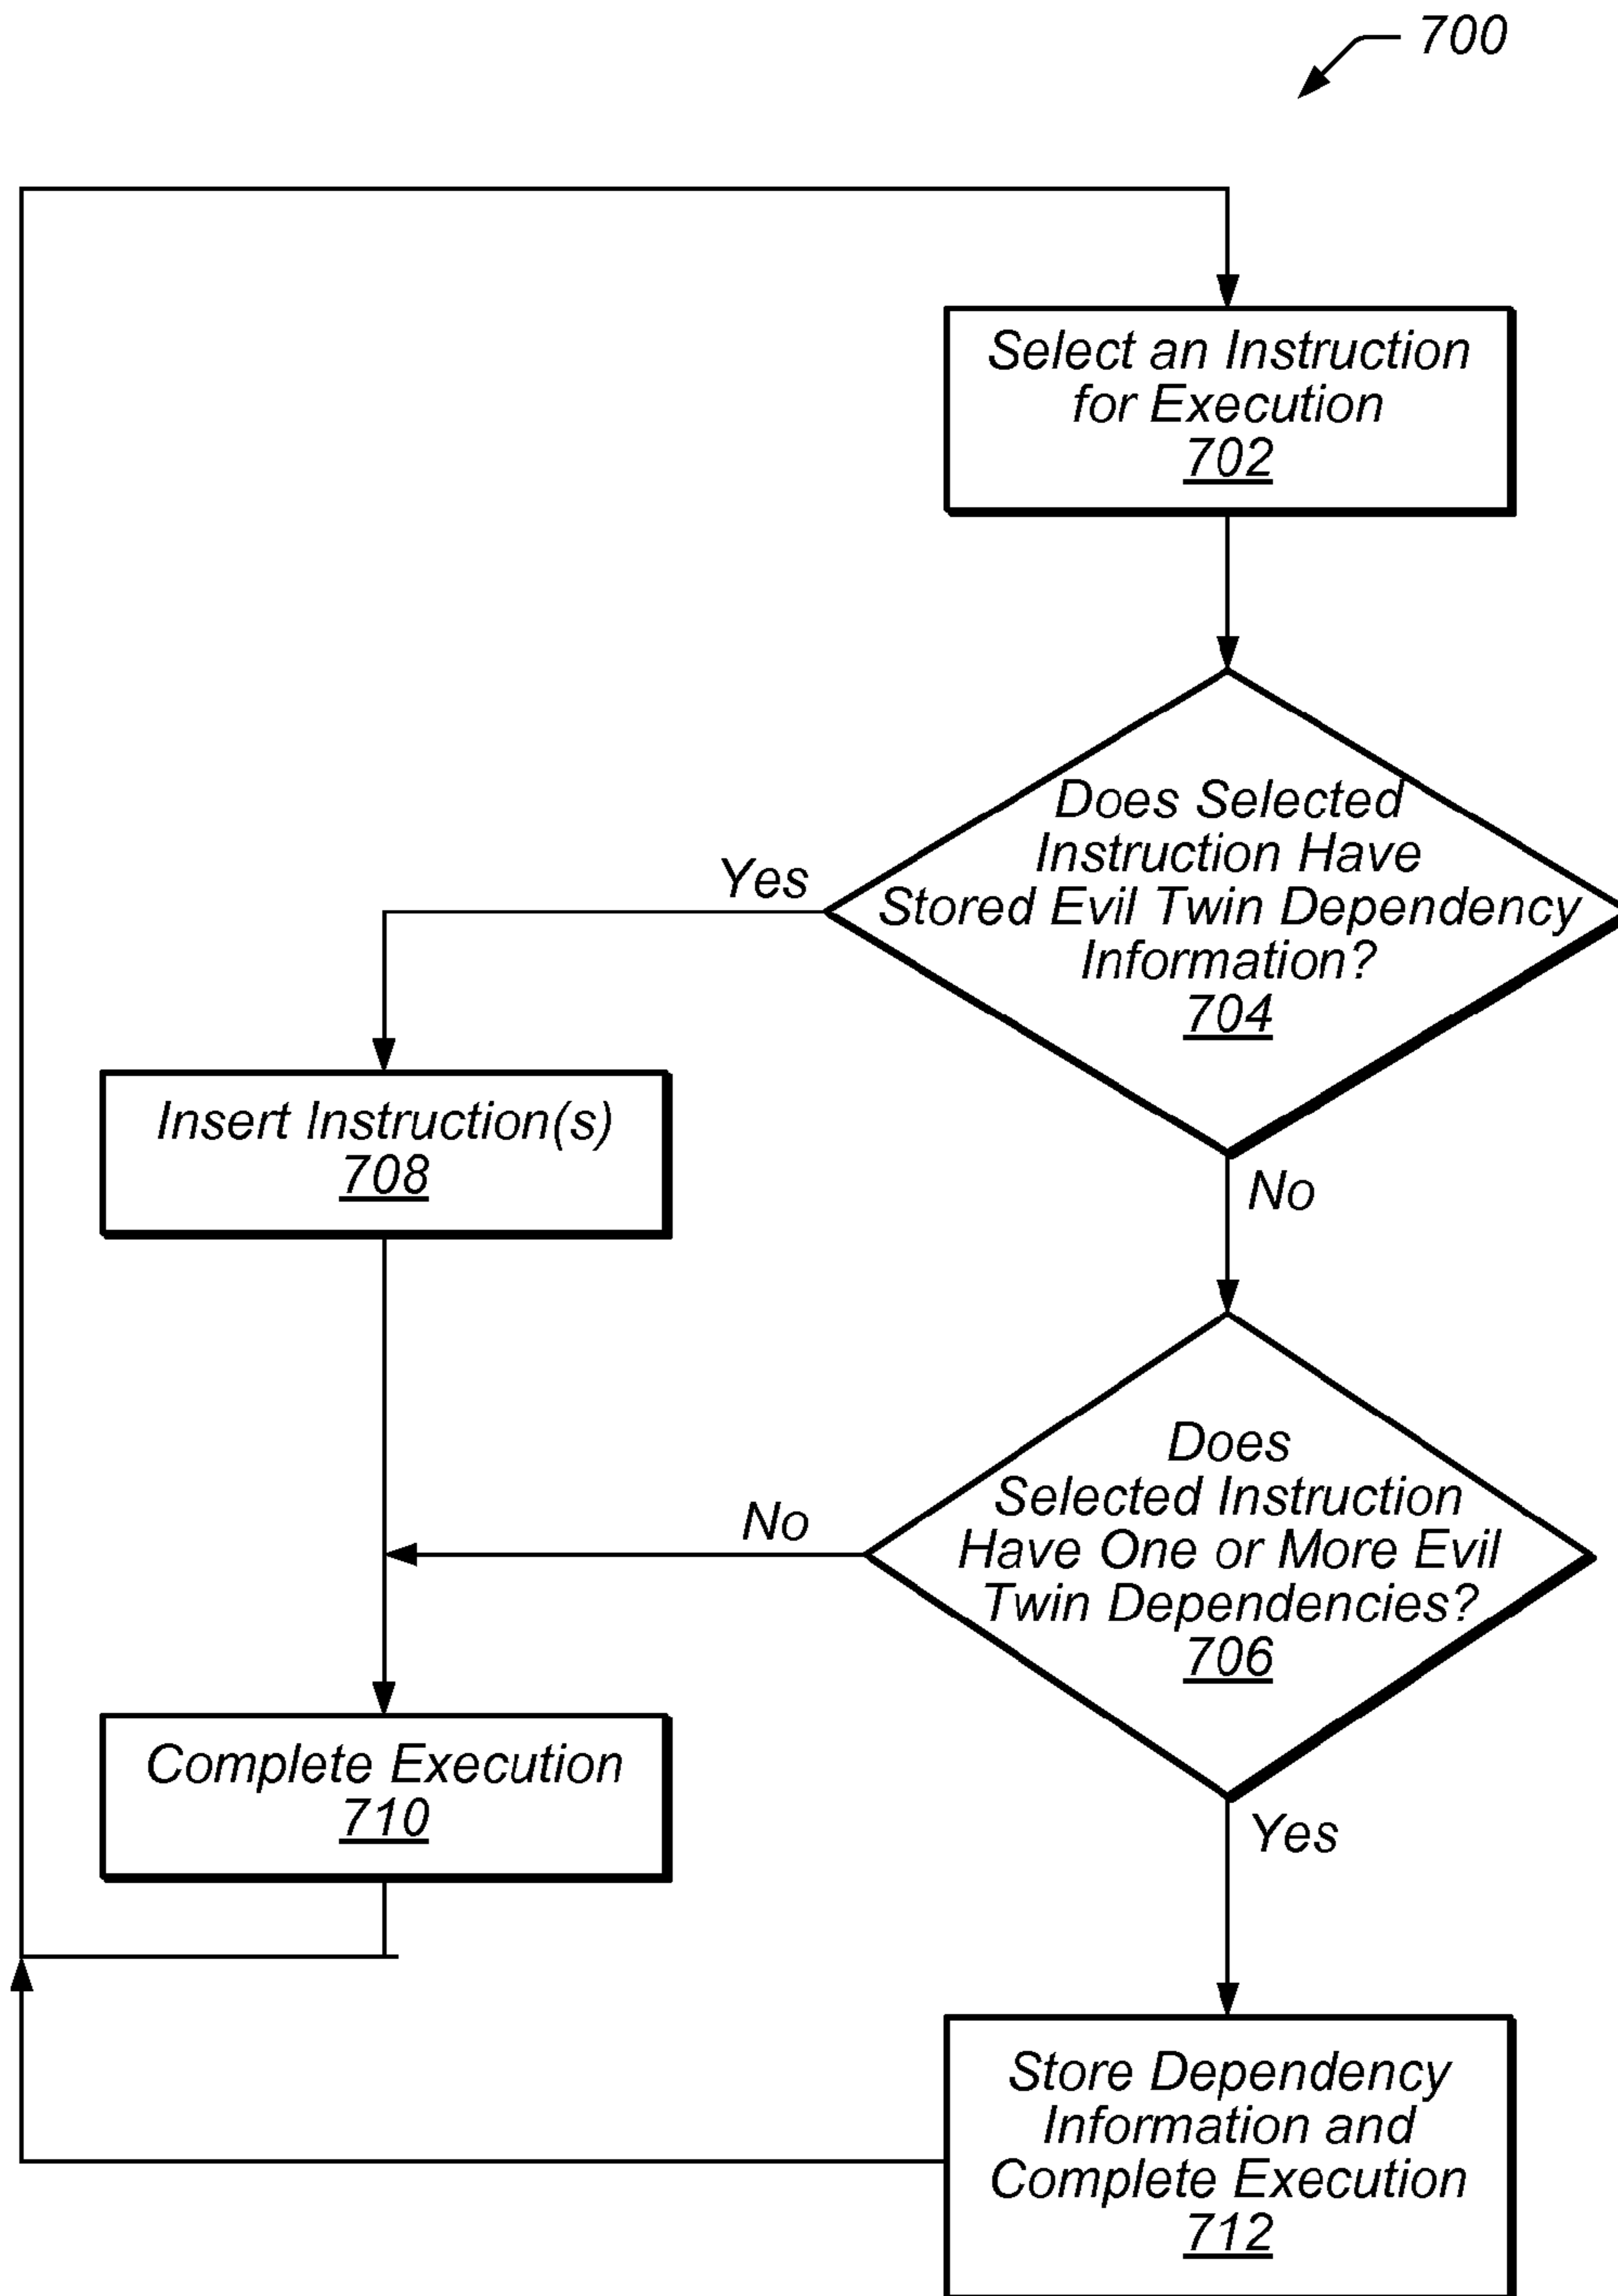 700
Select an Instruction
for Execution
702
Does Selected
Instruction Have
Stored Evil Twin Dependency
Information?
704
Yes
No
Insert Instruction(s)
708
Does
Selected Instruction
Have One or More Evil
Twin Dependencies?
706
No
Yes
Complete Execution
710
Store Dependency
Information and
Complete Execution
712